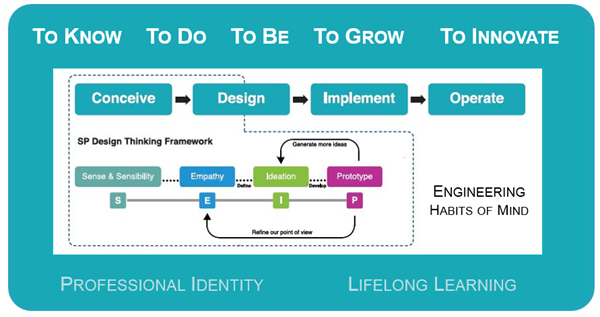 TO KNOW TO DO TO BE TO GROW TO INNOVATE
Conceive Design Implement Operate
SP Design Thinking Framework
Generate more ideas
Sense & Sensibility Empathy Ideation Prototype
Define Develop
S E I P
Refine our point of view
ENGINEERING
HABITS OF MIND
PROFESSIONAL IDENTITY LIFELONG LEARNING